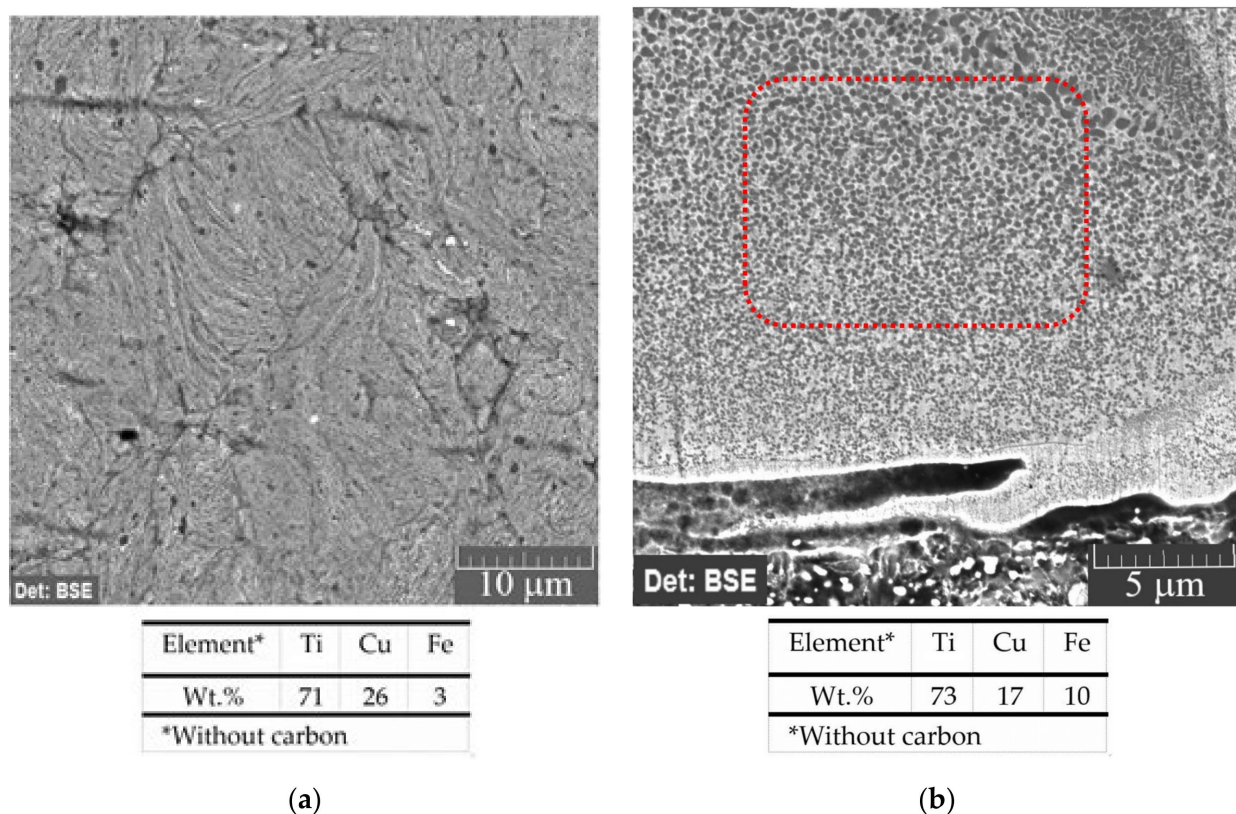 Det: BSE
10 μm
Element* Ti Cu Fe
Wt.% 71 26 3
*Without carbon
(a)
Det: BSE
5 μm
Element* Ti Cu Fe
Wt.% 73 17 10
*Without carbon
(b)